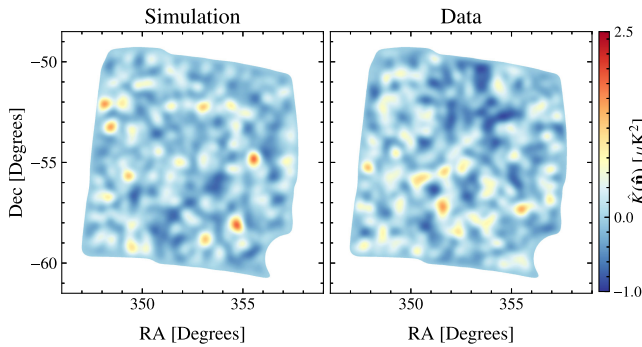 Simulation
Data
2.5
0.0
−1.0
K(n̂) [μK²]
−50
−55
−60
Dec [Degrees]
350
355
350
355
RA [Degrees]
RA [Degrees]